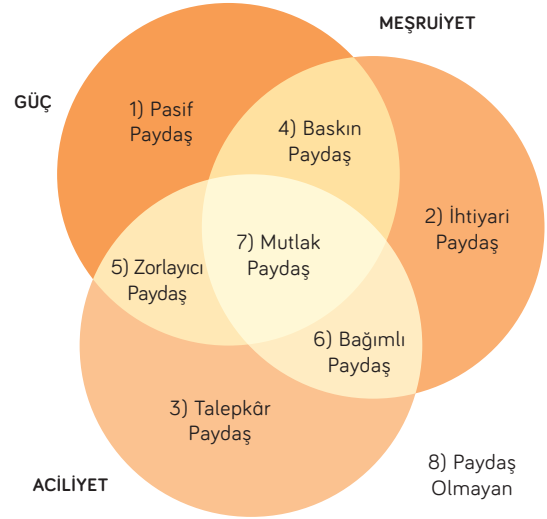 MEŞRUİYET
GÜÇ
1) Pasif
Paydaş
4) Baskın
Paydaş
2) İhtiyari
Paydaş
7) Mutlak
Paydaş
5) Zorlayıcı
Paydaş
6) Bağımlı
Paydaş
3) Talepkâr
Paydaş
8) Paydaş
Olmayan
ACİLİYET